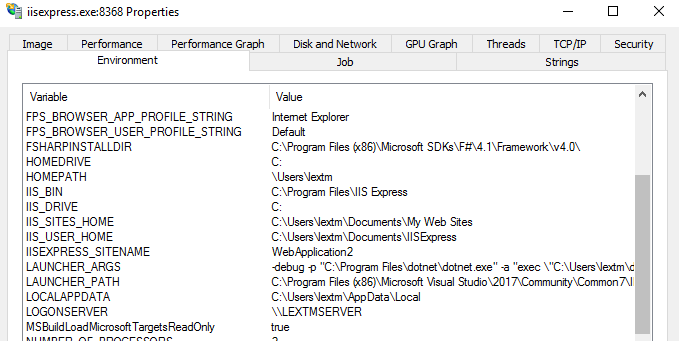 iisexpress.exe:8368 Properties
Image Performance Performance Graph Disk and Network GPU Graph Threads TCP/IP Security
Environment Job Strings
Variable Value
FPS_BROWSER_APP_PROFILE_STRING Internet Explorer
FPS_BROWSER_USER_PROFILE_STRING Default
FSHARPINSTALLDIR C:\Program Files (x86)\Microsoft SDKs\F#\4.1\Framework\v4.0\
HOMEDRIVE C:
HOMEPATH \Users\lextm
IIS_BIN C:\Program Files\IIS Express
IIS_DRIVE C:
IIS_SITES_HOME C:\Users\lextm\Documents\My Web Sites
IIS_USER_HOME C:\Users\lextm\Documents\IISExpress
IISEXPRESS_SITENAME WebApplication2
LAUNCHER_ARGS -debug -p "C:\Program Files\dotnet\dotnet.exe" -a "exec \"C:\Users\lextm\d
LAUNCHER_PATH C:\Program Files (x86)\Microsoft Visual Studio\2017\Community\Common7\I
LOCALAPPDATA C:\Users\lextm\AppData\Local
LOGONSERVER \\LEXTMSERVER
MSBuildLoadMicrosoftTargetsReadOnly true
NUMBER_OF_PROCESSORS 2